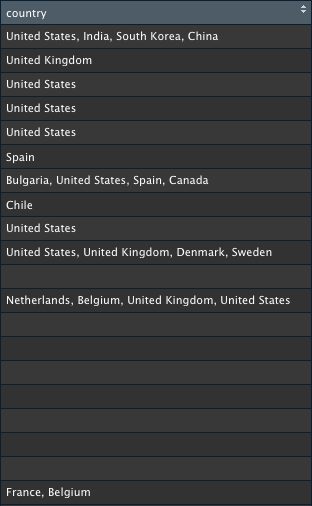 country
United States, India, South Korea, China
United Kingdom
United States
United States
United States
Spain
Bulgaria, United States, Spain, Canada
Chile
United States
United States, United Kingdom, Denmark, Sweden
Netherlands, Belgium, United Kingdom, United States
France, Belgium